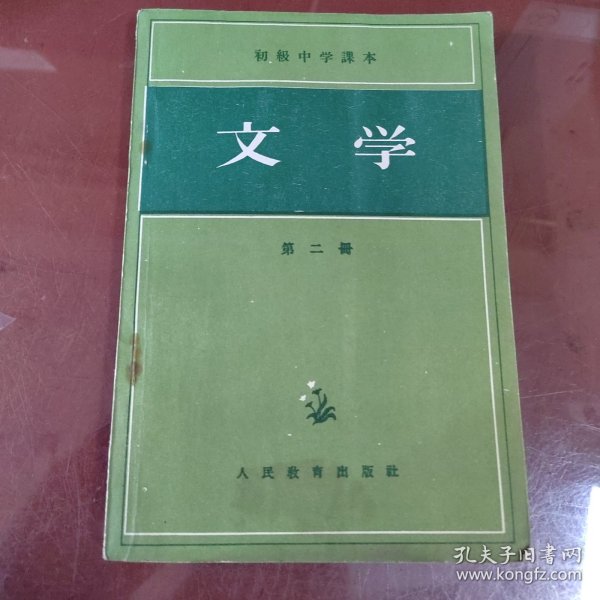 初級中学課本
文学
第二冊
人民教育出版社
孔夫子旧书网
www.kongfz.com